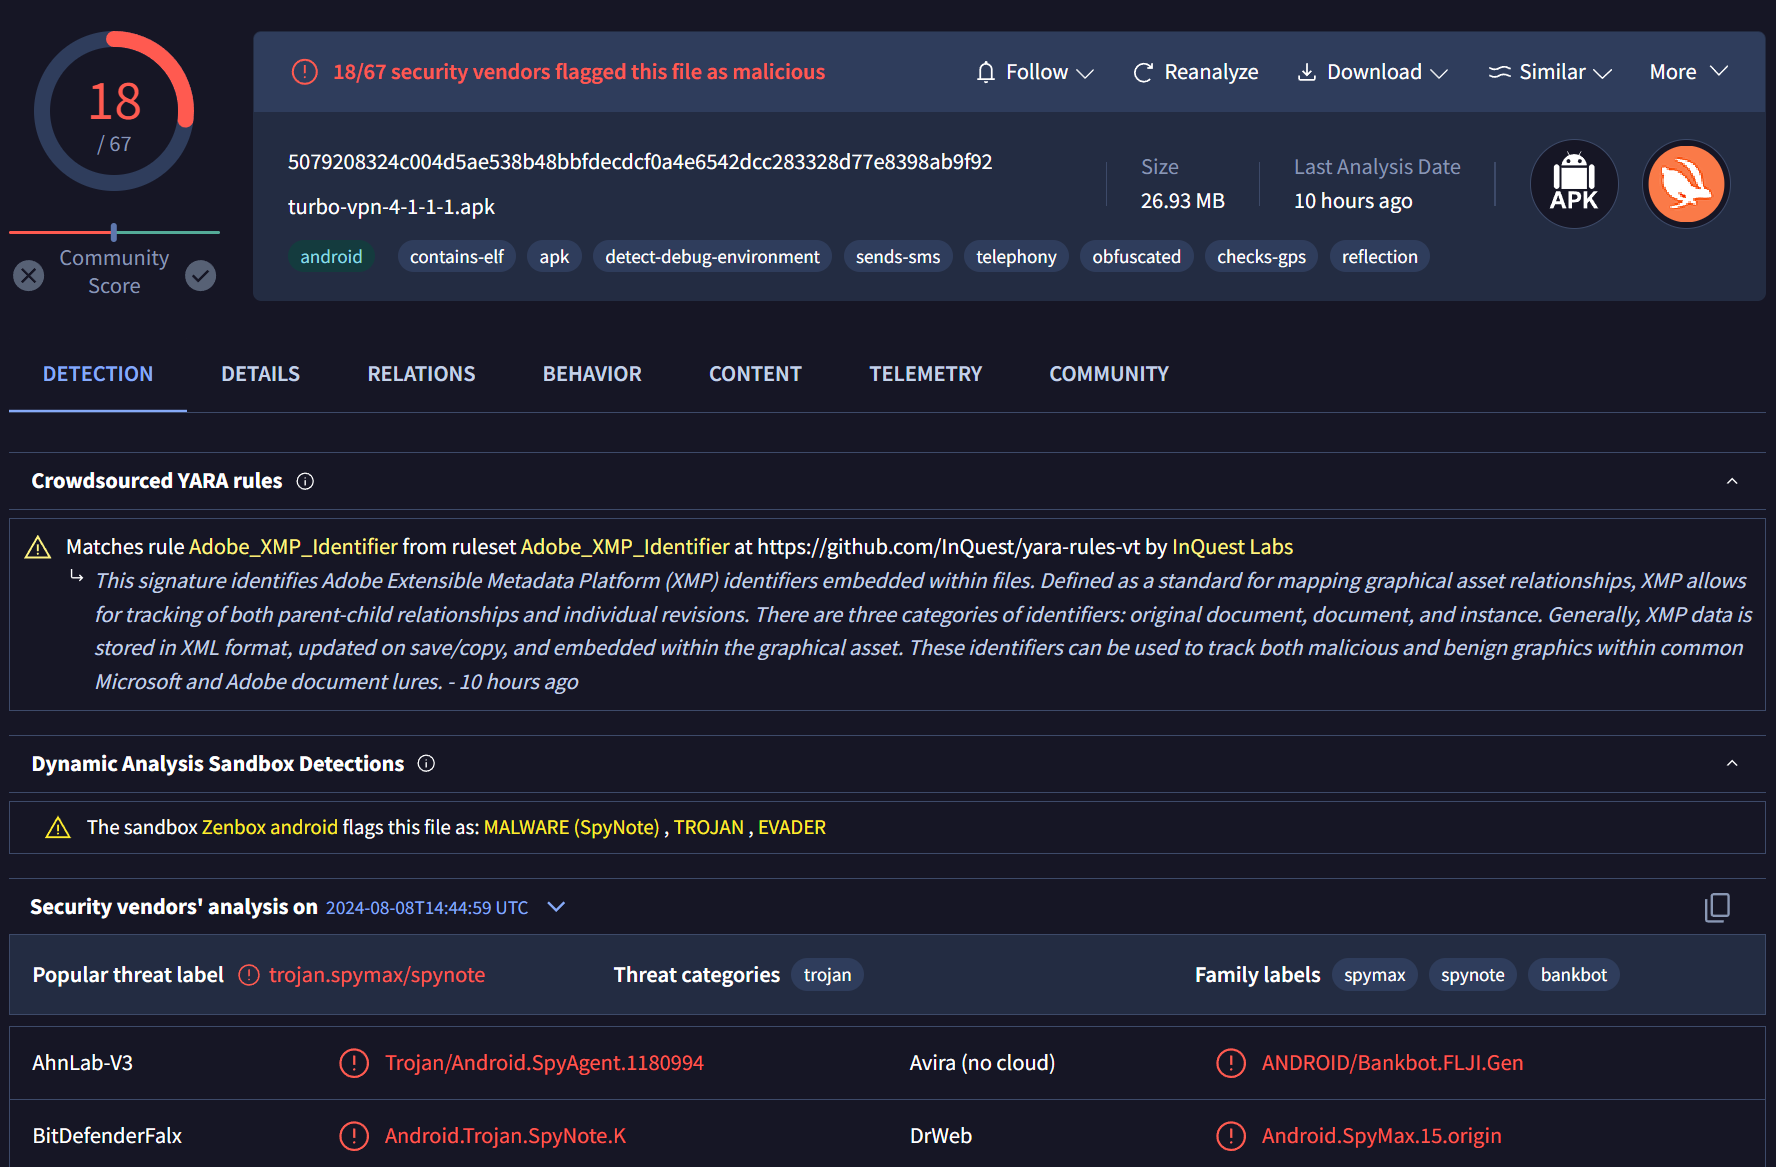 18
/ 67
Community
Score
18/67 security vendors flagged this file as malicious
Follow
Reanalyze
Download
Similar
More
5079208324c004d5ae538b48bbfdecdcf0a4e6542dcc283328d77e8398ab9f92
turbo-vpn-4-1-1-1.apk
Size
26.93 MB
Last Analysis Date
10 hours ago
APK
android
contains-elf
apk
detect-debug-environment
sends-sms
telephony
obfuscated
checks-gps
reflection
DETECTION
DETAILS
RELATIONS
BEHAVIOR
CONTENT
TELEMETRY
COMMUNITY
Crowdsourced YARA rules
Matches rule Adobe_XMP_Identifier from ruleset Adobe_XMP_Identifier at https://github.com/InQuest/yara-rules-vt by InQuest Labs
This signature identifies Adobe Extensible Metadata Platform (XMP) identifiers embedded within files. Defined as a standard for mapping graphical asset relationships, XMP allows
for tracking of both parent-child relationships and individual revisions. There are three categories of identifiers: original document, document, and instance. Generally, XMP data is
stored in XML format, updated on save/copy, and embedded within the graphical asset. These identifiers can be used to track both malicious and benign graphics within common
Microsoft and Adobe document lures. - 10 hours ago
Dynamic Analysis Sandbox Detections
The sandbox Zenbox android flags this file as: MALWARE (SpyNote) , TROJAN , EVADER
Security vendors' analysis on 2024-08-08T14:44:59 UTC
Popular threat label trojan.spymax/spynote
Threat categories trojan
Family labels spymax spynote bankbot
AhnLab-V3
Trojan/Android.SpyAgent.1180994
Avira (no cloud)
ANDROID/Bankbot.FLJI.Gen
BitDefenderFalx
Android.Trojan.SpyNote.K
DrWeb
Android.SpyMax.15.origin